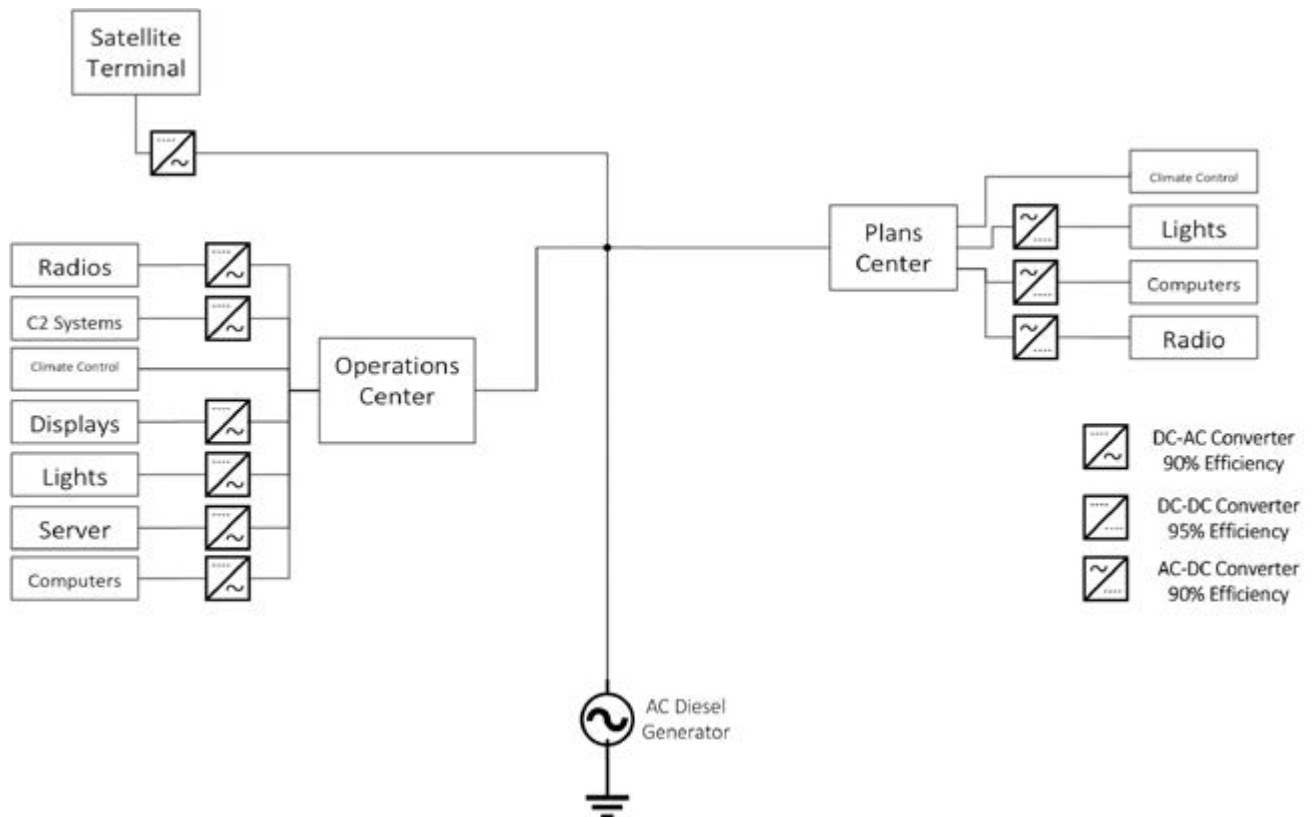 Satellite
Terminal
Radios
C2 Systems
Climate Control
Displays
Lights
Server
Computers
Operations
Center
Plans
Center
Climate Control
Lights
Computers
Radio
DC-AC Converter
90% Efficiency
DC-DC Converter
95% Efficiency
AC-DC Converter
90% Efficiency
AC Diesel
Generator